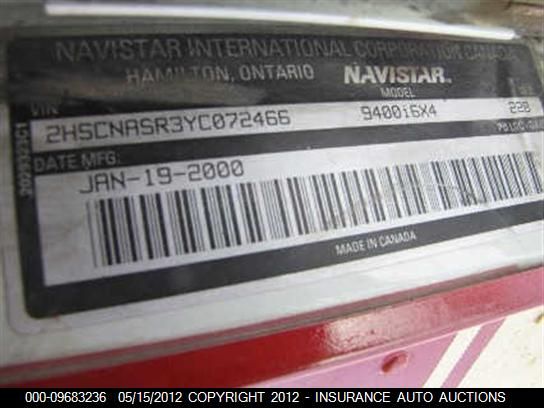 NAVISTAR INTERNATIONAL CORPORATION CANADA
HAMILTON, ONTARIO NAVISTAR.
VIN MODEL
2HSCNASR3YC072466 9400i6X4 220
DATE MFG.
JAN-19-2000
MADE IN CANADA
000-09683236 05/15/2012 COPYRIGHT 2012 - INSURANCE AUTO AUCTIONS